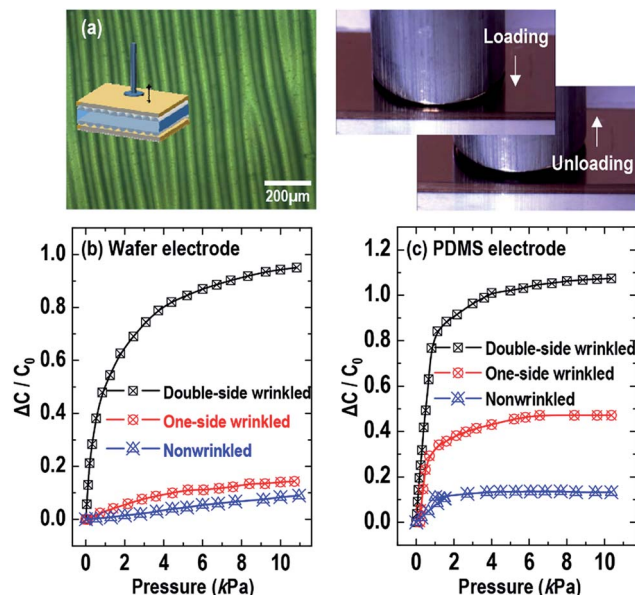 (a)
200μm
Loading
Unloading
(b) Wafer electrode
1.0
0.8
0.6
0.4
0.2
0.0
ΔC / C0
Double-side wrinkled
One-side wrinkled
Nonwrinkled
0 2 4 6 8 10
Pressure (kPa)
(c) PDMS electrode
1.2
1.0
0.8
0.6
0.4
0.2
0.0
ΔC / C0
Double-side wrinkled
One-side wrinkled
Nonwrinkled
0 2 4 6 8 10
Pressure (kPa)